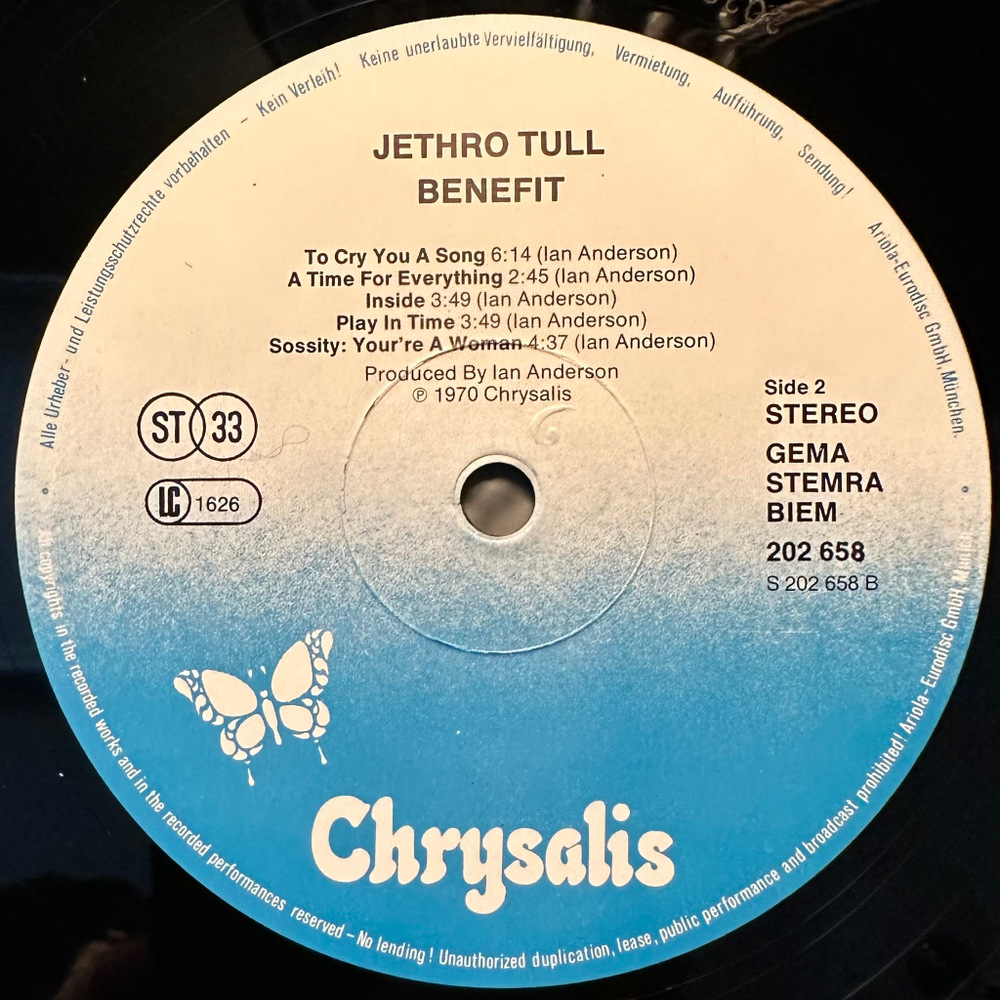 Alle Urheber- und Leistungsschutzrechte vorbehalten – Kein Verleih! Keine unerlaubte Vervielfältigung, Vermietung, Aufführung, Sendung! Ariola-Eurodisc GmbH, München.
JETHRO TULL
BENEFIT
To Cry You A Song 6:14 (Ian Anderson)
A Time For Everything 2:45 (Ian Anderson)
Inside 3:49 (Ian Anderson)
Play In Time 3:49 (Ian Anderson)
Sossity: Your're A Woman 4:37 (Ian Anderson)
Produced By Ian Anderson
℗ 1970 Chrysalis
ST 33
LC 1626
Side 2
STEREO
GEMA
STEMRA
BIEM
202 658
S 202 658 B
Chrysalis
All copyrights in the recorded works and in the recorded performances reserved – No lending! Unauthorized duplication, lease, public performance and broadcast prohibited! Ariola-Eurodisc GmbH, Munich.